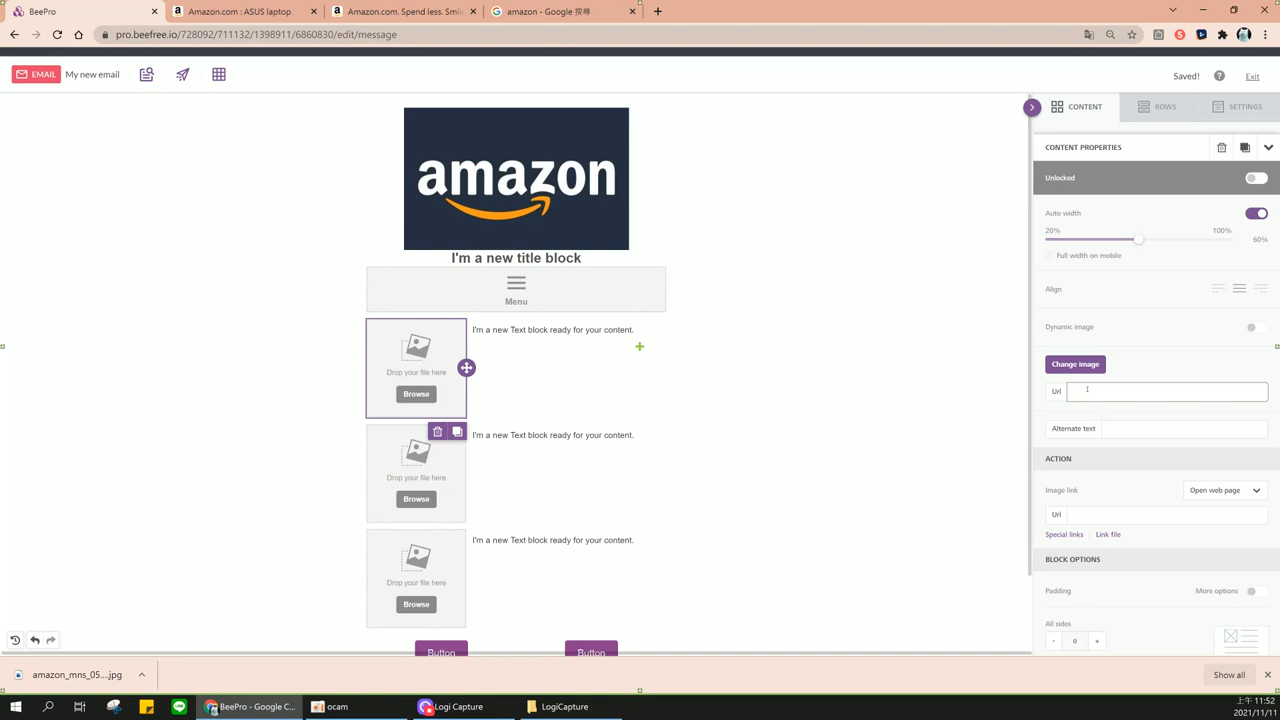 BeePro
Amazon.com : ASUS laptop
Amazon.com. Spend less. Smil
amazon - Google 搜尋
pro.beefree.io/728092/711132/1398911/6860830/edit/message
EMAIL
My new email
Saved!
Exit
CONTENT
ROWS
SETTINGS
CONTENT PROPERTIES
Unlocked
Auto width
20%
100%
60%
Full width on mobile
Align
Dynamic image
Change image
Url
Alternate text
ACTION
Image link
Open web page
Url
Special links
Link file
BLOCK OPTIONS
Padding
More options
All sides
-
0
+
amazon
I'm a new title block
Menu
Drop your file here
Browse
I'm a new Text block ready for your content.
Drop your file here
Browse
I'm a new Text block ready for your content.
Drop your file here
Browse
I'm a new Text block ready for your content.
Button
Button
amazon_mns_05....jpg
Show all
BeePro - Google C...
ocam
Logi Capture
LogiCapture
上午 11:52
2021/11/11